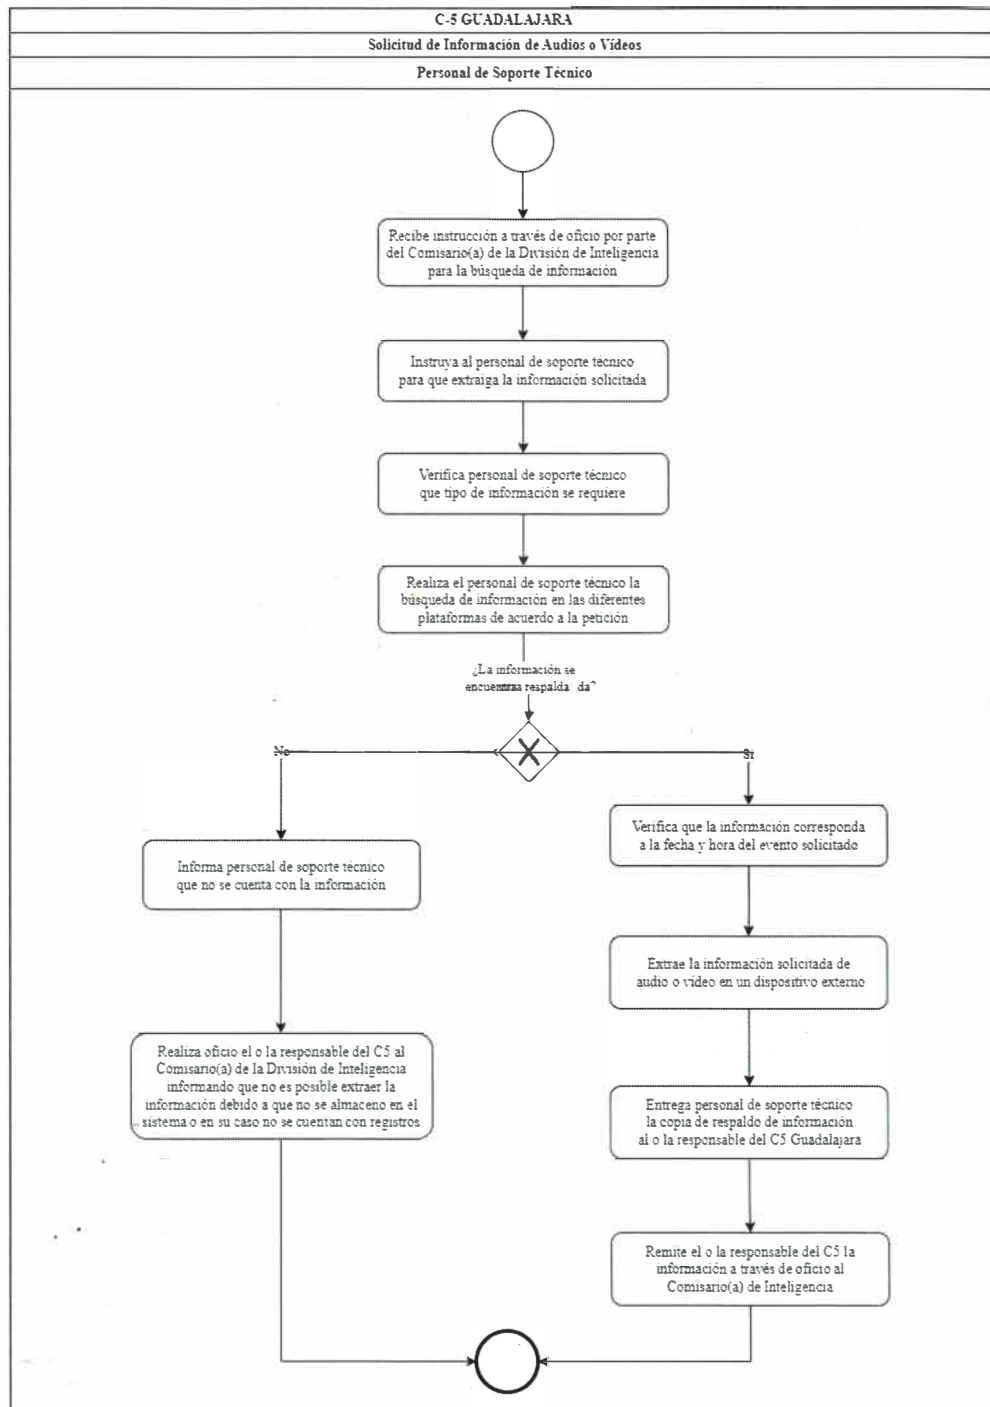 C-5 GUADALAJARA
Solicitud de Información de Audios o Vídeos
Personal de Soporte Técnico
Recibe instrucción a través de oficio por parte
del Comisario(a) de la División de Inteligencia
para la búsqueda de información
Instruya al personal de soporte técnico
para que extraiga la información solicitada
Verifica personal de soporte técnico
que tipo de información se requiere
Realiza el personal de soporte técnico la
búsqueda de información en las diferentes
plataformas de acuerdo a la petición
¿La información se
encuentraa respalda da?
No
Si
Verifica que la información corresponda
a la fecha y hora del evento solicitado
Informa personal de soporte técnico
que no se cuenta con la información
Extrae la información solicitada de
audio o vídeo en un dispositivo externo
Realiza oficio el o la responsable del C5 al
Comisario(a) de la División de Inteligencia
informando que no es posible extraer la
información debido a que no se almaceno en el
sistema o en su caso no se cuentan con registros
Entrega personal de soporte técnico
la copia de respaldo de información
al o la responsable del C5 Guadalajara
Remite el o la responsable del C5 la
información a través de oficio al
Comisario(a) de Inteligencia